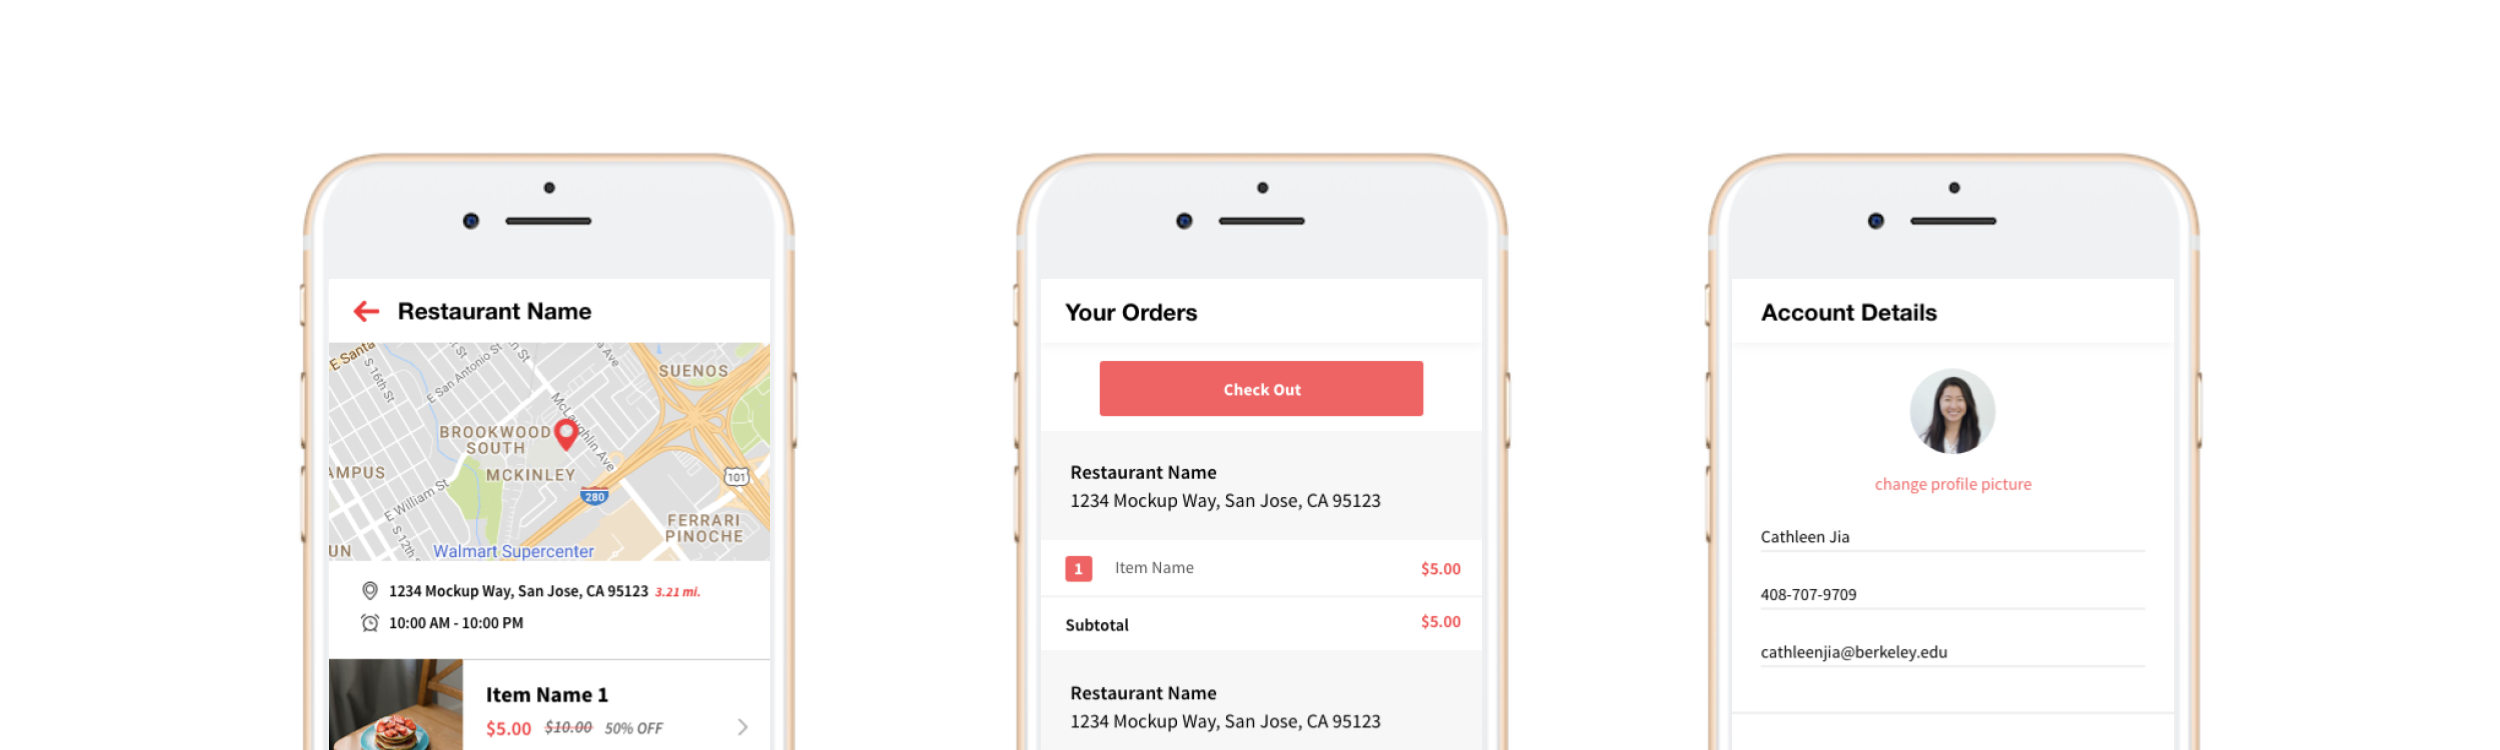 Restaurant Name
E Santa
S 16th St
E San Antonio St
SUENOS
McLaughlin Ave
BROOKWOOD
SOUTH
MCKINLEY
AMPUS
101
280
E William St
S 12th
FERRARI
PINOCHE
UN
Walmart Supercenter
1234 Mockup Way, San Jose, CA 95123 3.21 mi.
10:00 AM - 10:00 PM
Item Name 1
$5.00 $10.00 50% OFF
Your Orders
Check Out
Restaurant Name
1234 Mockup Way, San Jose, CA 95123
1 Item Name $5.00
Subtotal $5.00
Restaurant Name
1234 Mockup Way, San Jose, CA 95123
Account Details
change profile picture
Cathleen Jia
408-707-9709
cathleenjia@berkeley.edu